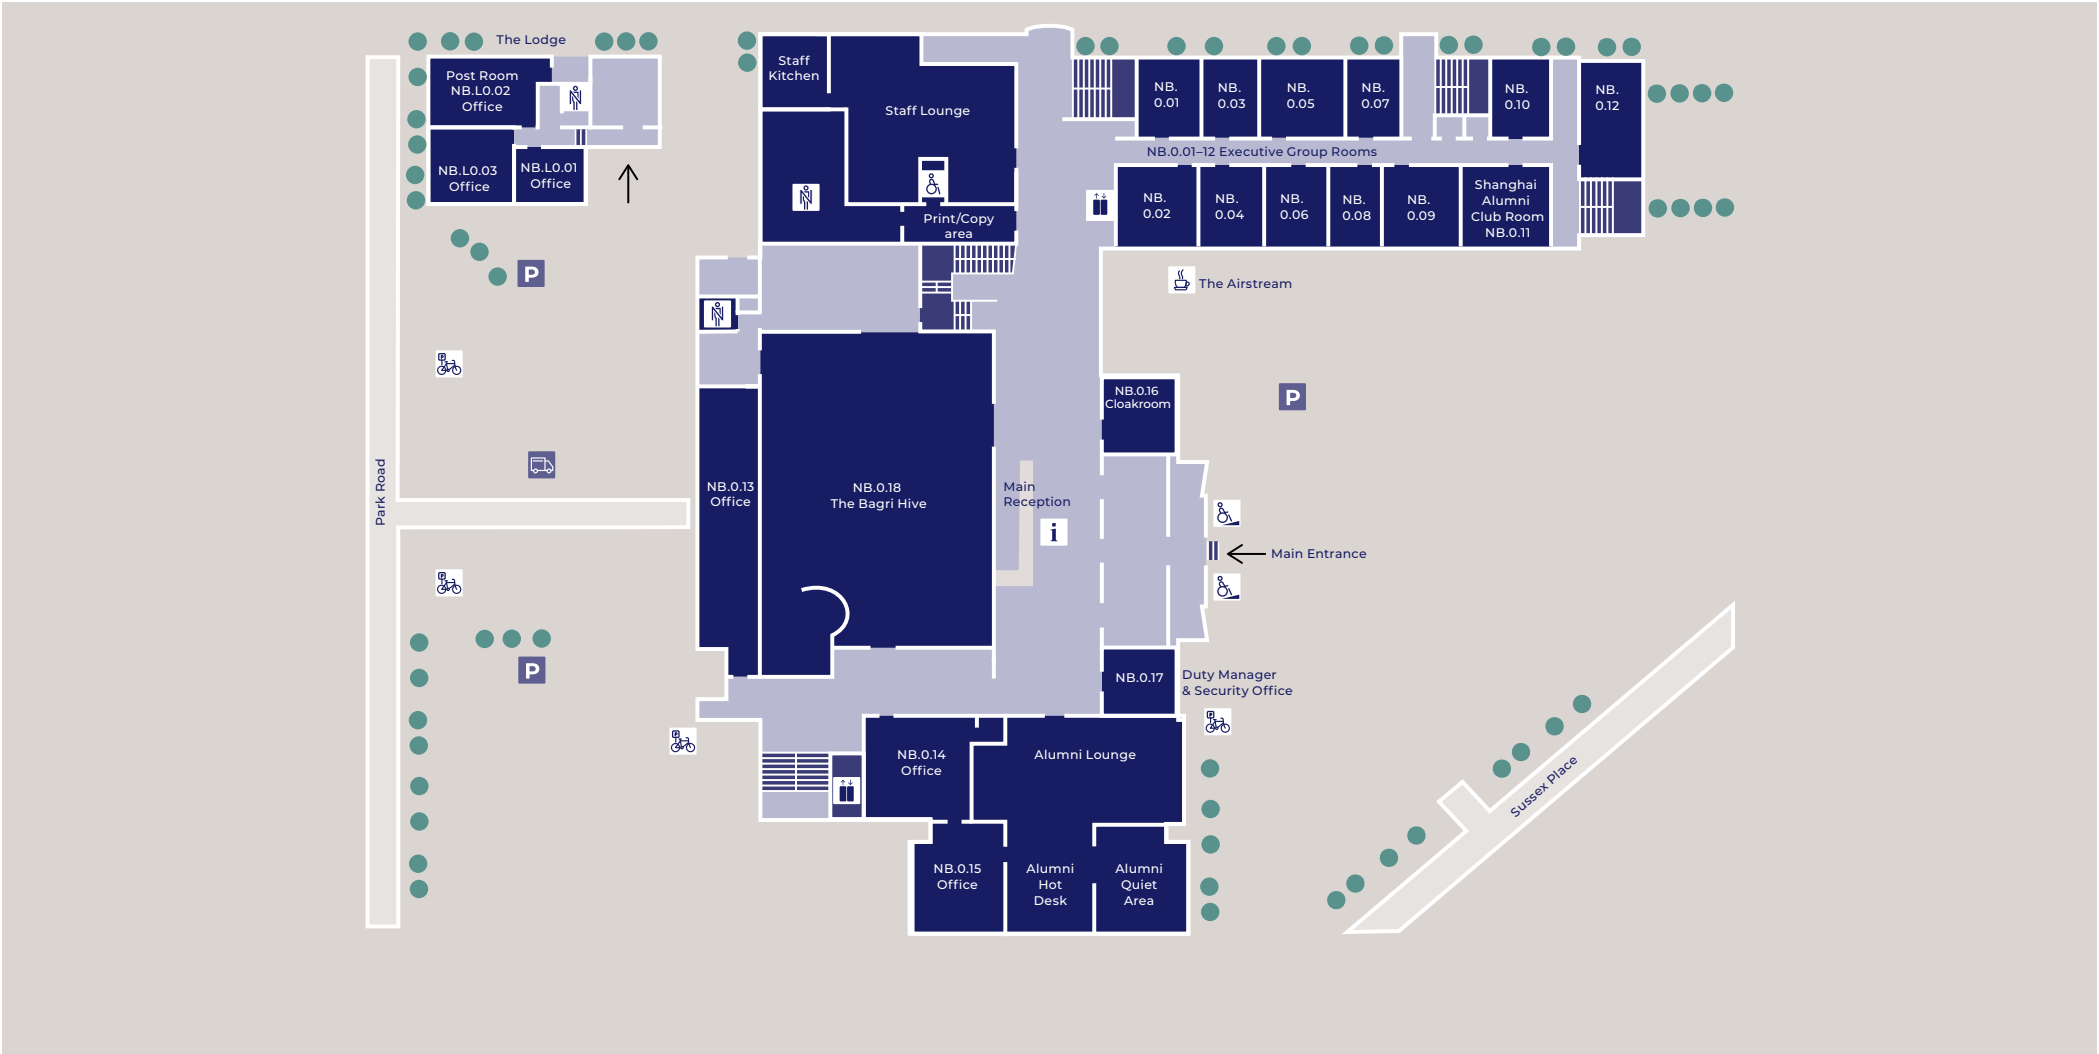 The Lodge
Post Room
NB.L0.02
Office
NB.L0.03
Office
NB.L0.01
Office
Staff
Kitchen
Staff Lounge
Print/Copy
area
NB.
0.01
NB.
0.03
NB.
0.05
NB.
0.07
NB.
0.10
NB.
0.12
NB.0.01–12 Executive Group Rooms
NB.
0.02
NB.
0.04
NB.
0.06
NB.
0.08
NB.
0.09
Shanghai
Alumni
Club Room
NB.0.11
P
The Airstream
P
P
P
NB.0.16
Cloakroom
P
Park Road
NB.0.13
Office
NB.0.18
The Bagri Hive
Main
Reception
i
Main Entrance
P
P
NB.0.17
Duty Manager
& Security Office
P
P
NB.0.14
Office
Alumni Lounge
Sussex Place
NB.0.15
Office
Alumni
Hot
Desk
Alumni
Quiet
Area